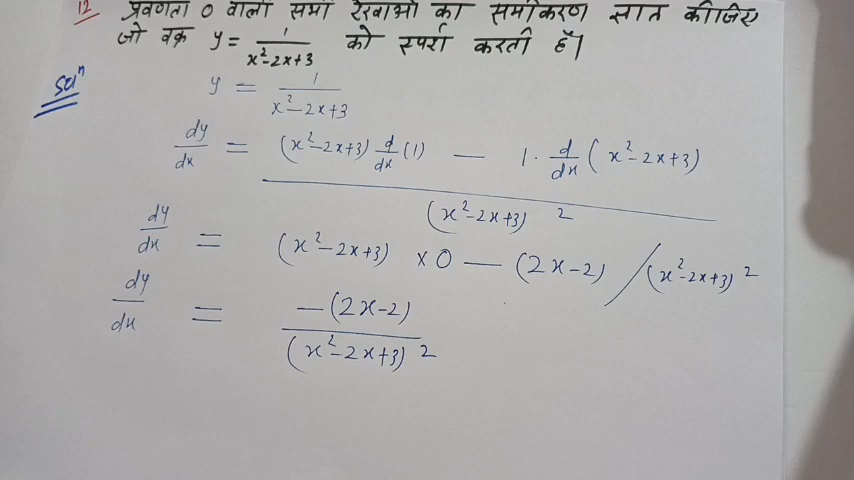 12 प्रवणता 0 वाली सभी रेखाओं का समीकरण ज्ञात कीजिए
जो वक्र y = 1/(x²-2x+3) को स्पर्श करती है।
Solⁿ y = 1/(x²-2x+3)
dy/dx = ((x²-2x+3) d/dx (1) - 1· d/dx (x²-2x+3))/(x²-2x+3)²
dy/dx = (x²-2x+3) x 0 - (2x-2) / (x²-2x+3)²
dy/dx = -(2x-2)/(x²-2x+3)²